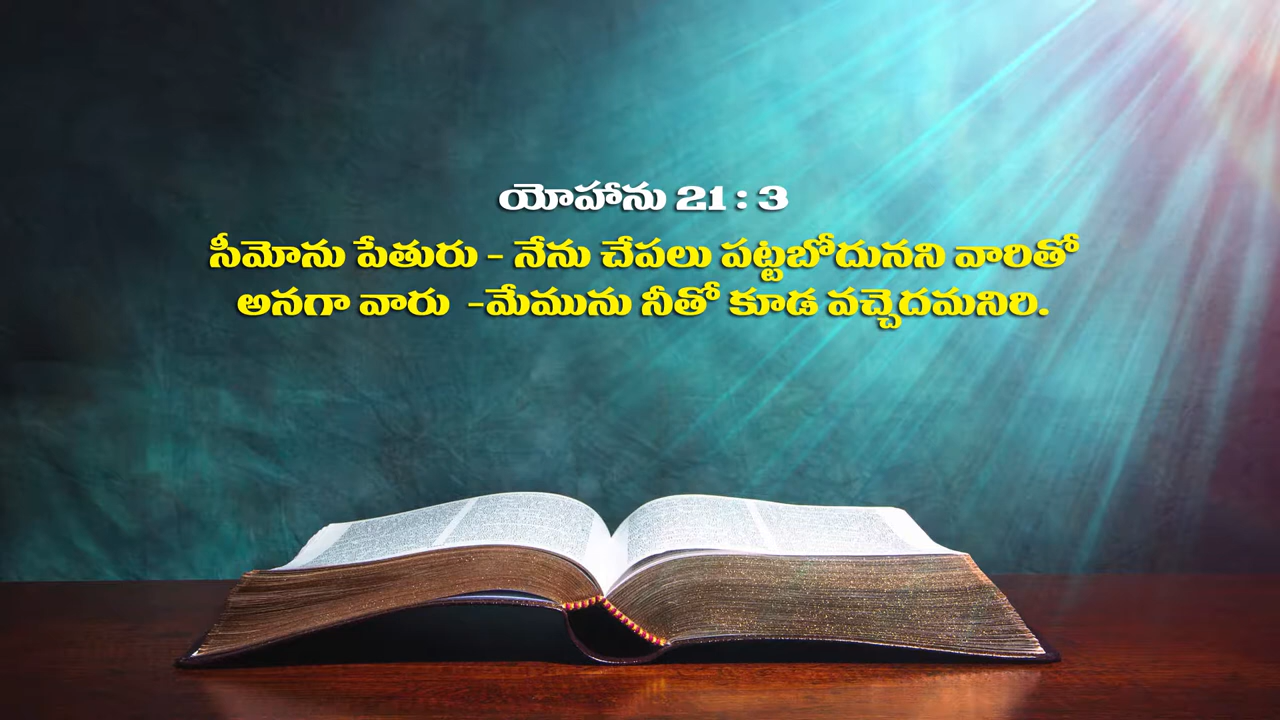 యోహాను 21 : 3
సీమోను పేతురు - నేను చేపలు పట్టబోదునని వారితో
అనగా వారు -మేమును నీతో కూడ వచ్చెదమనిరి.